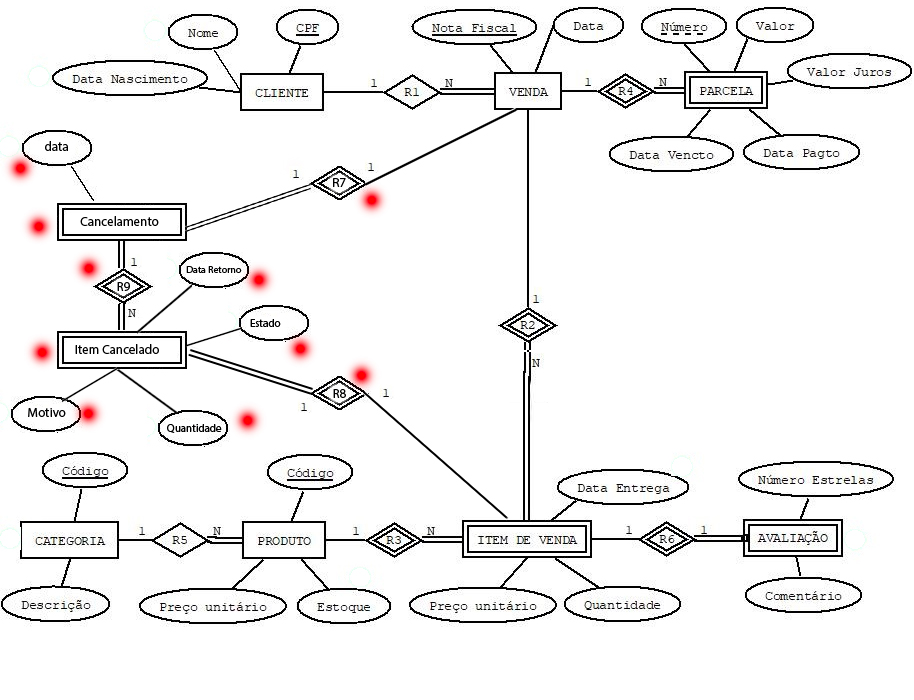 Nome
CPF
Nota Fiscal
Data
Número
Valor
Data Nascimento
CLIENTE
1
R1
N
VENDA
1
R4
N
PARCELA
Valor Juros
Data Vencto
Data Pagto
data
1
R7
1
Cancelamento
1
R9
N
Data Retorno
Estado
Item Cancelado
1
R2
N
Motivo
Quantidade
1
R8
1
Código
Código
Data Entrega
Número Estrelas
CATEGORIA
1
R5
N
PRODUTO
1
R3
N
ITEM DE VENDA
1
R6
1
AVALIAÇÃO
Descrição
Preço unitário
Estoque
Preço unitário
Quantidade
Comentário